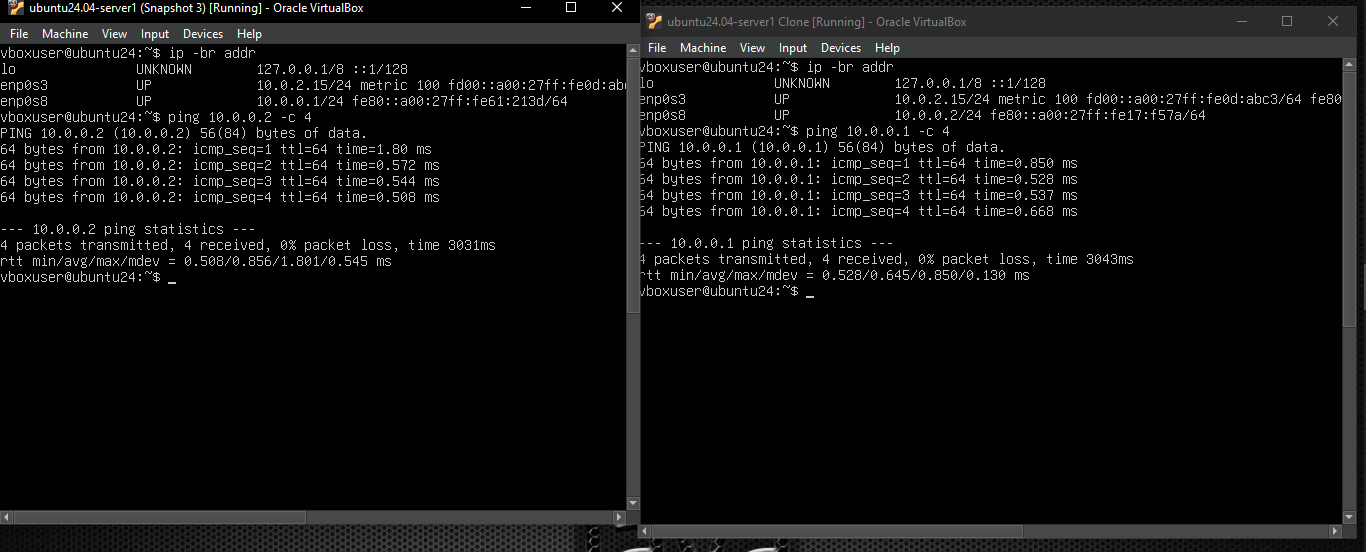 ubuntu24.04-server1 (Snapshot 3) [Running] - Oracle VirtualBox
File Machine View Input Devices Help
vboxuser@ubuntu24:~$ ip -br addr
lo UNKNOWN 127.0.0.1/8 ::1/128
enp0s3 UP 10.0.2.15/24 metric 100 fd00::a00:27ff:fe0d:abc
enp0s8 UP 10.0.0.1/24 fe80::a00:27ff:fe61:213d/64
vboxuser@ubuntu24:~$ ping 10.0.0.2 -c 4
PING 10.0.0.2 (10.0.0.2) 56(84) bytes of data.
64 bytes from 10.0.0.2: icmp_seq=1 ttl=64 time=1.80 ms
64 bytes from 10.0.0.2: icmp_seq=2 ttl=64 time=0.572 ms
64 bytes from 10.0.0.2: icmp_seq=3 ttl=64 time=0.544 ms
64 bytes from 10.0.0.2: icmp_seq=4 ttl=64 time=0.508 ms
--- 10.0.0.2 ping statistics ---
4 packets transmitted, 4 received, 0% packet loss, time 3031ms
rtt min/avg/max/mdev = 0.508/0.856/1.801/0.545 ms
vboxuser@ubuntu24:~$ _
ubuntu24.04-server1 Clone [Running] - Oracle VirtualBox
File Machine View Input Devices Help
vboxuser@ubuntu24:~$ ip -br addr
lo UNKNOWN 127.0.0.1/8 ::1/128
enp0s3 UP 10.0.2.15/24 metric 100 fd00::a00:27ff:fe0d:abc3/64 fe80
enp0s8 UP 10.0.0.2/24 fe80::a00:27ff:fe17:f57a/64
vboxuser@ubuntu24:~$ ping 10.0.0.1 -c 4
PING 10.0.0.1 (10.0.0.1) 56(84) bytes of data.
64 bytes from 10.0.0.1: icmp_seq=1 ttl=64 time=0.850 ms
64 bytes from 10.0.0.1: icmp_seq=2 ttl=64 time=0.528 ms
64 bytes from 10.0.0.1: icmp_seq=3 ttl=64 time=0.537 ms
64 bytes from 10.0.0.1: icmp_seq=4 ttl=64 time=0.668 ms
--- 10.0.0.1 ping statistics ---
4 packets transmitted, 4 received, 0% packet loss, time 3043ms
rtt min/avg/max/mdev = 0.528/0.645/0.850/0.130 ms
vboxuser@ubuntu24:~$ _